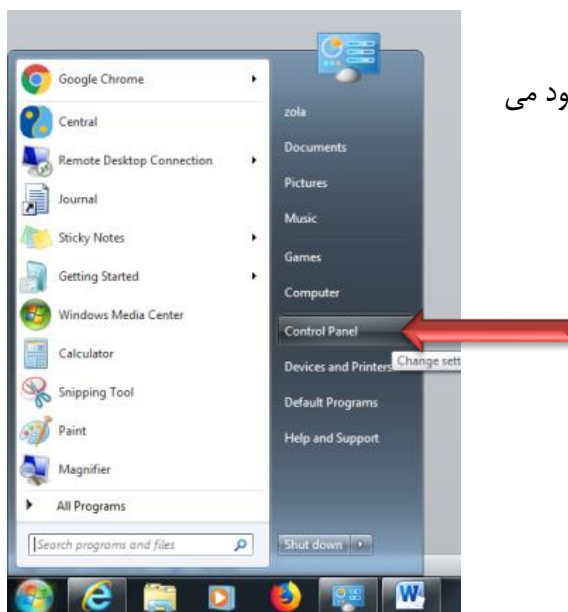 ود می
Google Chrome
Central
Remote Desktop Connection
Journal
Sticky Notes
Getting Started
Windows Media Center
Calculator
Snipping Tool
Paint
Magnifier
All Programs
Search programs and files
zola
Documents
Pictures
Music
Games
Computer
Control Panel
Change sett
Devices and Printers
Default Programs
Help and Support
Shut down